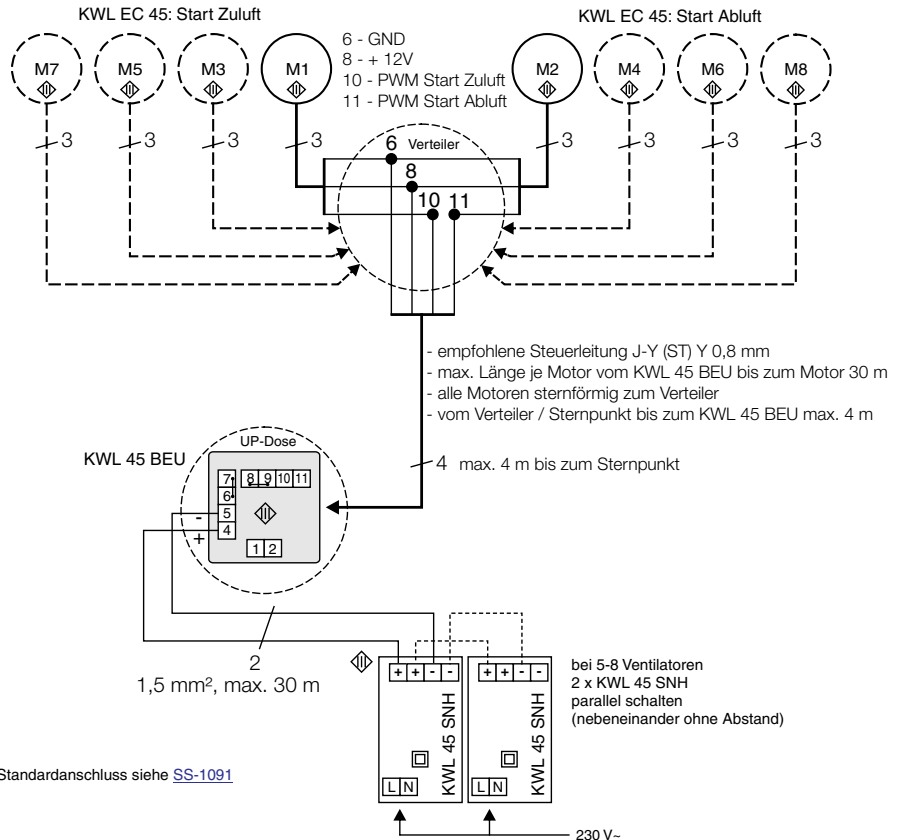 KWL EC 45: Start Zuluft
KWL EC 45: Start Abluft
M7
M5
M3
M1
6 - GND
8 - + 12V
10 - PWM Start Zuluft
11 - PWM Start Abluft
M2
M4
M6
M8
3
3
3
3
3
3
3
3
6
Verteiler
8
10
11
- empfohlene Steuerleitung J-Y (ST) Y 0,8 mm
- max. Länge je Motor vom KWL 45 BEU bis zum Motor 30 m
- alle Motoren sternförmig zum Verteiler
- vom Verteiler / Sternpunkt bis zum KWL 45 BEU max. 4 m
4 max. 4 m bis zum Sternpunkt
KWL 45 BEU
UP-Dose
7
8 9 10 11
6
5
4
-
+
1 2
2
1,5 mm², max. 30 m
+ + - -
+ + - -
KWL 45 SNH
KWL 45 SNH
L N
L N
bei 5-8 Ventilatoren
2 x KWL 45 SNH
parallel schalten
(nebeneinander ohne Abstand)
Standardanschluss siehe SS-1091
230 V~